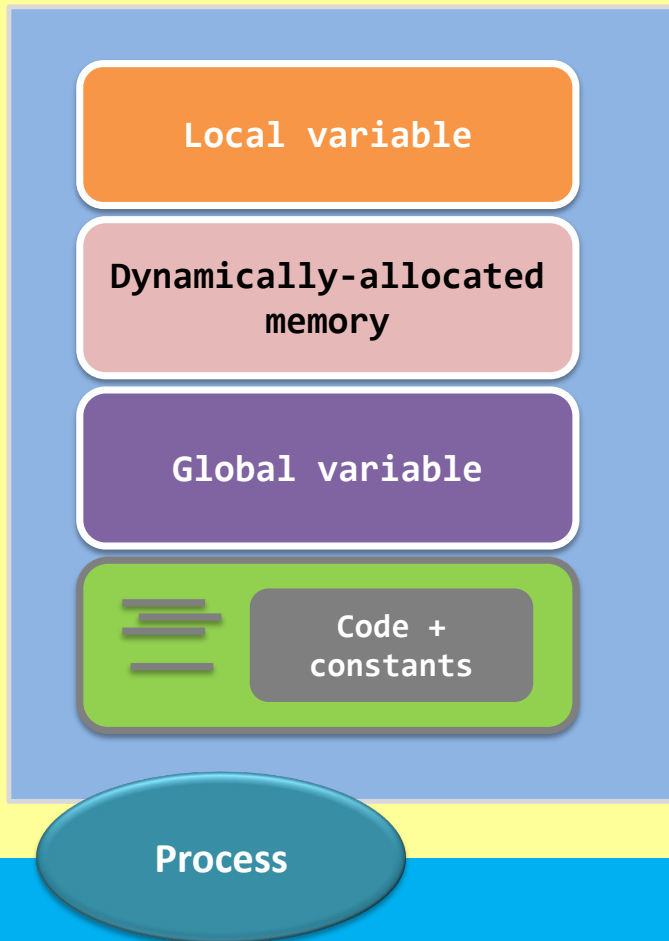 Local variable
Dynamically-allocated
memory
Global variable
Code +
constants
Process